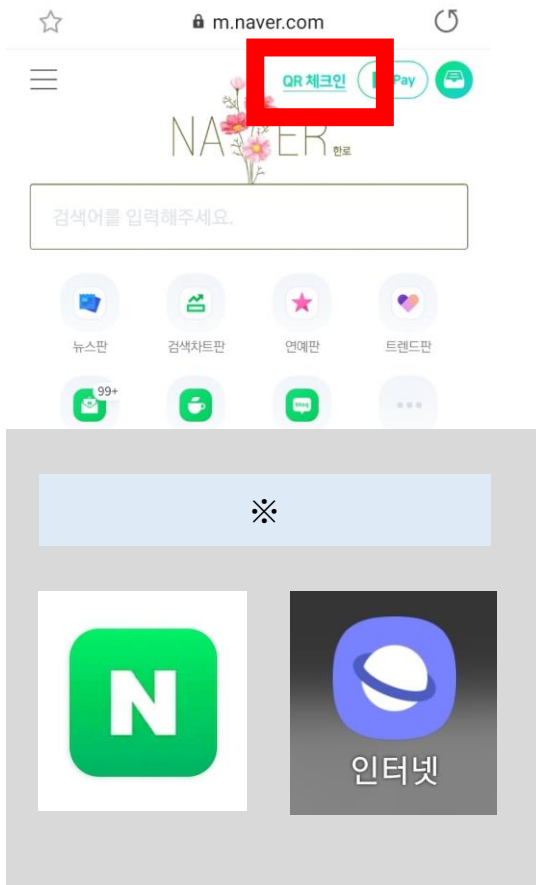 m.naver.com
QR 체크인
Pay
NAVER 한로
검색어를 입력해주세요.
뉴스판 검색차트판 연예판 트렌드판
99+
blog
※
N
인터넷